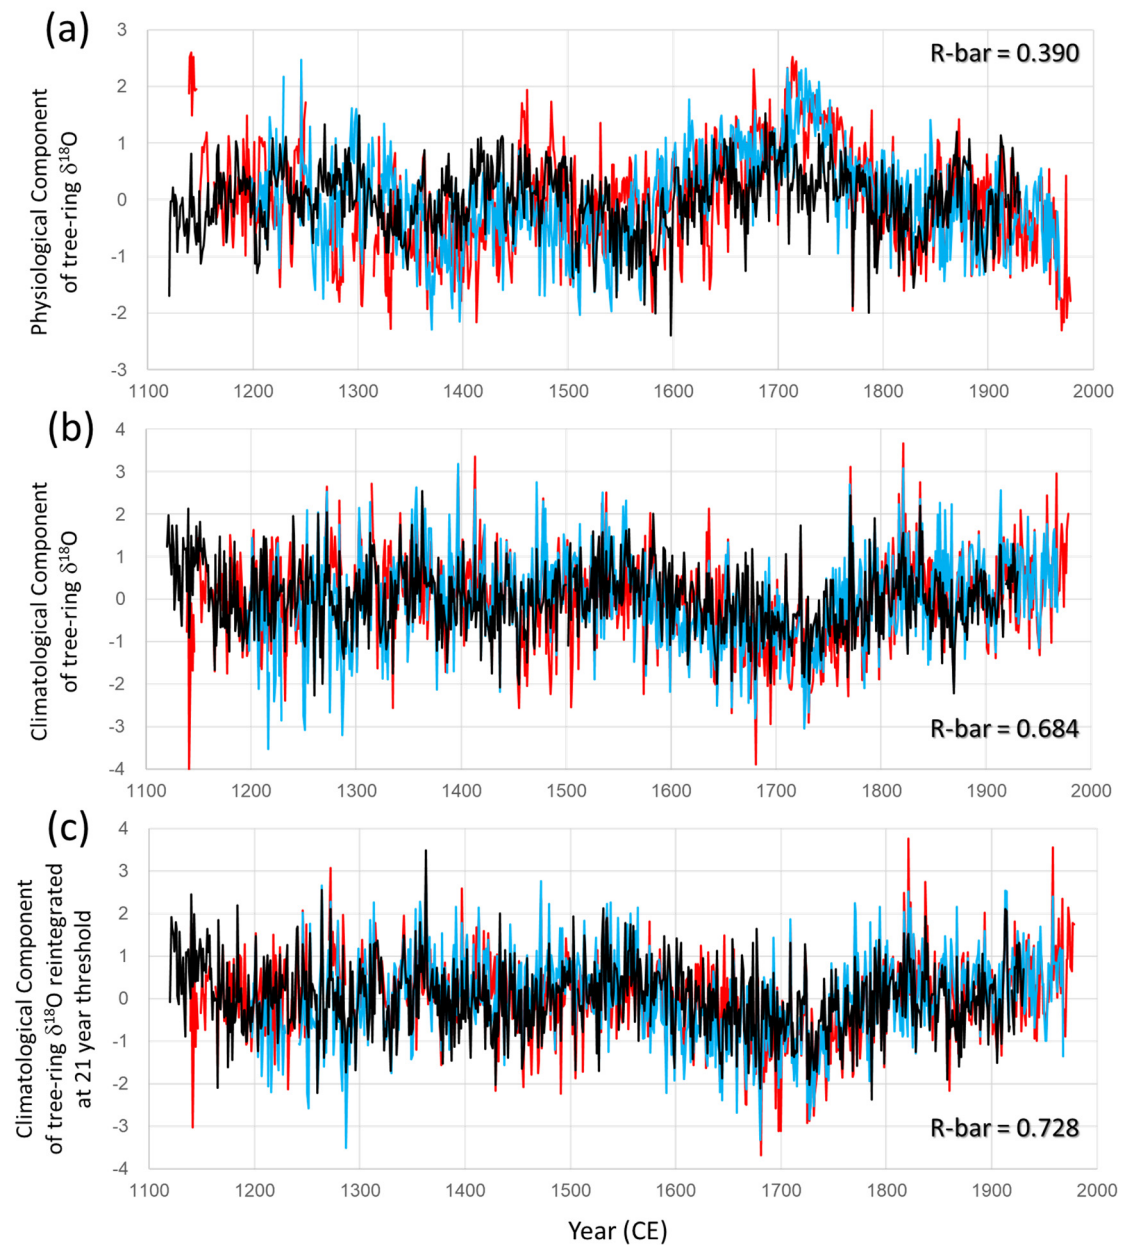 (a)
R-bar = 0.390
Physiological Component
of tree-ring δ¹⁸O
3
2
1
0
-1
-2
-3
1100 1200 1300 1400 1500 1600 1700 1800 1900 2000
(b)
Climatological Component
of tree-ring δ¹⁸O
4
3
2
1
0
-1
-2
-3
-4
R-bar = 0.684
1100 1200 1300 1400 1500 1600 1700 1800 1900 2000
(c)
Climatological Component
of tree-ring δ¹⁸O reintegrated
at 21 year threshold
4
3
2
1
0
-1
-2
-3
-4
R-bar = 0.728
1100 1200 1300 1400 1500 1600 1700 1800 1900 2000
Year (CE)